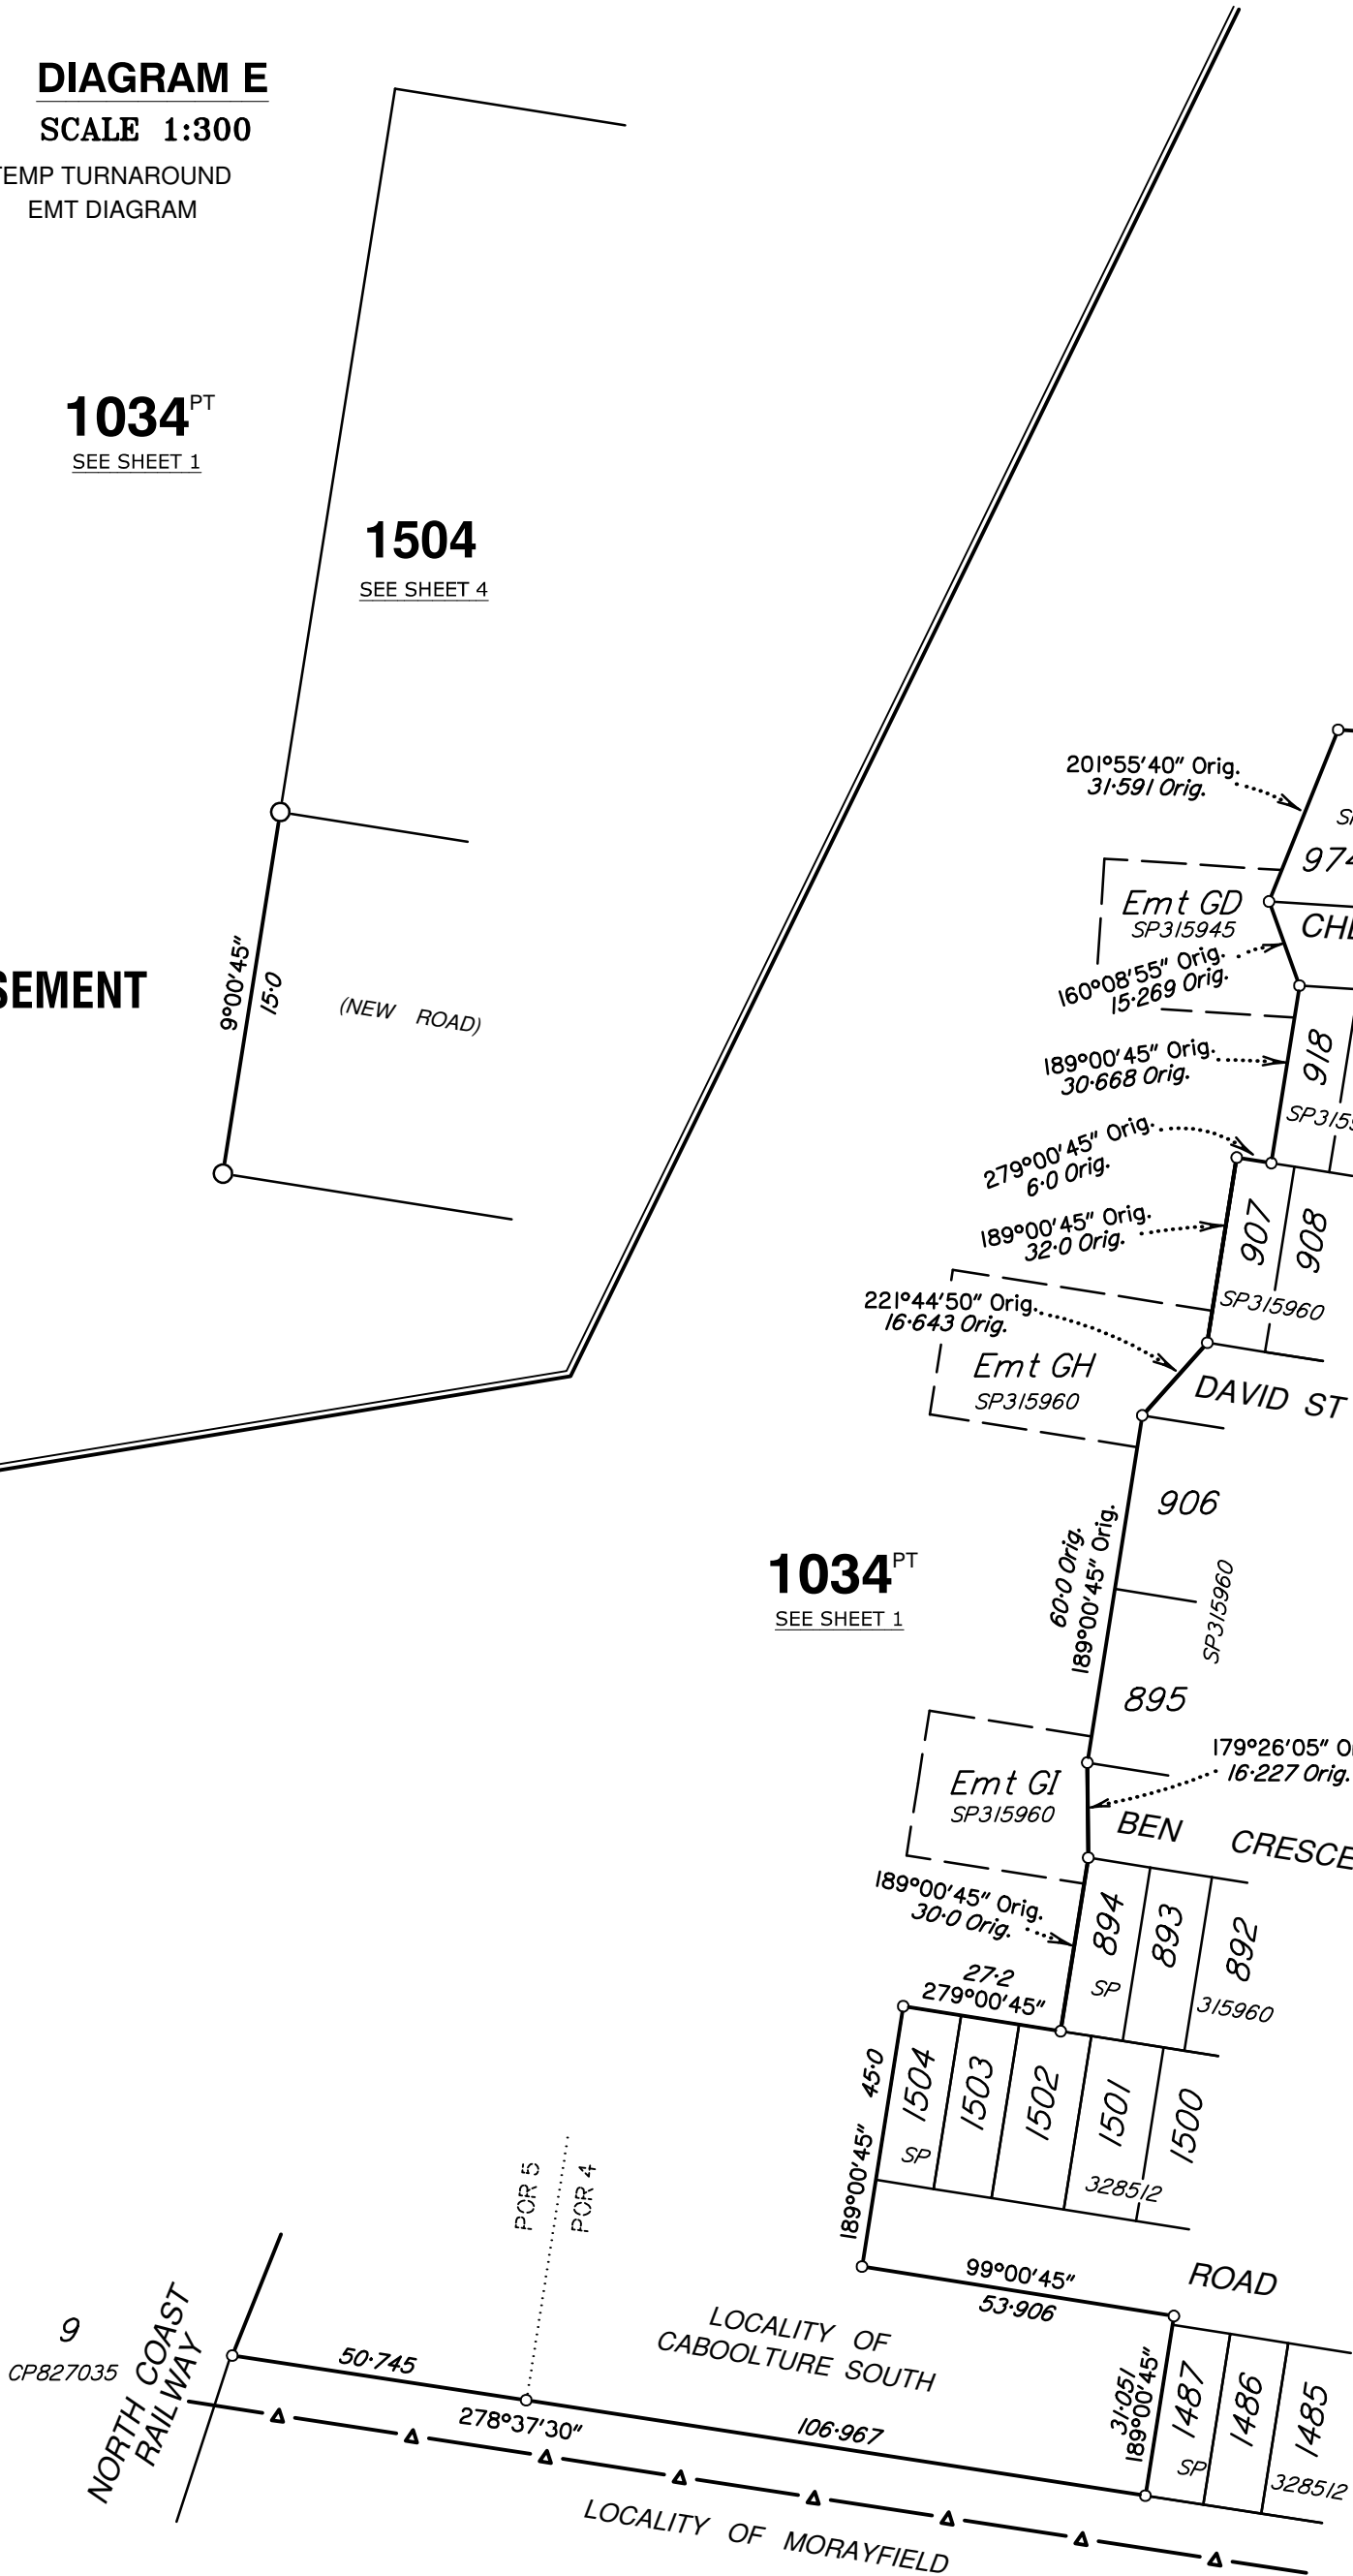 DIAGRAM E
SCALE 1:300
TEMP TURNAROUND
EMT DIAGRAM
1034PT
SEE SHEET 1
1504
SEE SHEET 4
SEMENT
9°00'45"
15·0
(NEW ROAD)
201°55'40" Orig.
31·591 Orig.
974
Emt GD
SP315945
CH
160°08'55" Orig.
15·269 Orig.
189°00'45" Orig.
30·668 Orig.
918
SP315
279°00'45" Orig.
6·0 Orig.
189°00'45" Orig.
32·0 Orig.
907
908
SP315960
221°44'50" Orig.
16·643 Orig.
Emt GH
SP315960
DAVID ST
906
60·0 Orig.
189°00'45" Orig.
SP315960
1034PT
SEE SHEET 1
895
179°26'05" O
16·227 Orig.
Emt GI
SP315960
BEN CRESCE
189°00'45" Orig.
30·0 Orig.
894
893
892
SP
315960
27·2
279°00'45"
45·0
189°00'45"
1504
1503
1502
1501
1500
SP
328512
POR 5
POR 4
99°00'45"
53·906
ROAD
LOCALITY OF
CABOOLTURE SOUTH
9
CP827035
NORTH COAST
RAILWAY
50·745
278°37'30"
106·967
31·051
189°00'45"
1487
1486
1485
SP
328512
LOCALITY OF MORAYFIELD